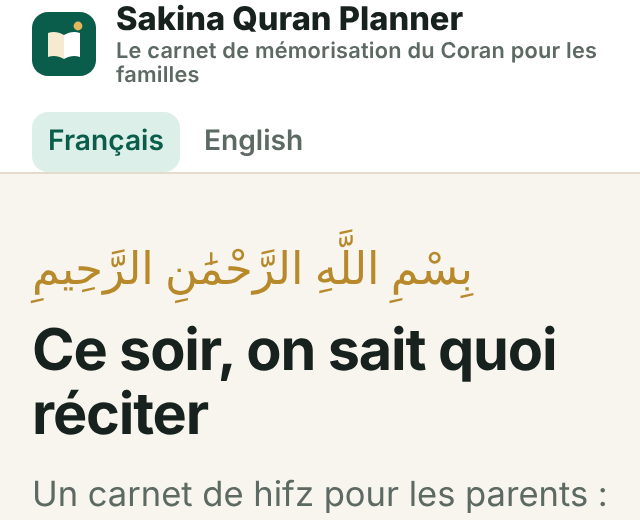 Sakina Quran Planner
Le carnet de mémorisation du Coran pour les
familles
Français English
بِسْمِ اللَّهِ الرَّحْمَٰنِ الرَّحِيمِ
Ce soir, on sait quoi
réciter
Un carnet de hifz pour les parents :